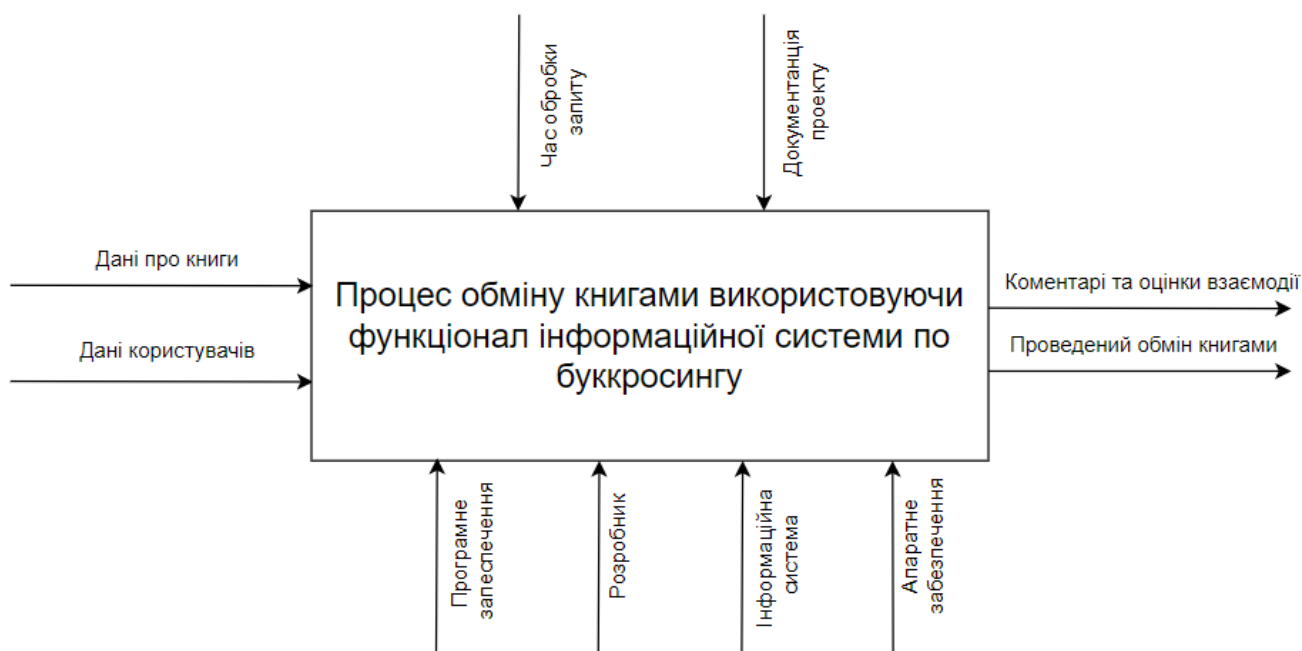 Час обробки
запиту
Документанція
проекту
Дані про книги
Дані користувачів
Процес обміну книгами використовуючи
функціонал інформаційної системи по
буккросингу
Коментарі та оцінки взаємодії
Проведений обмін книгами
Програмне
запеспечення
Розробник
Інформаційна
система
Апаратне
забезпечення